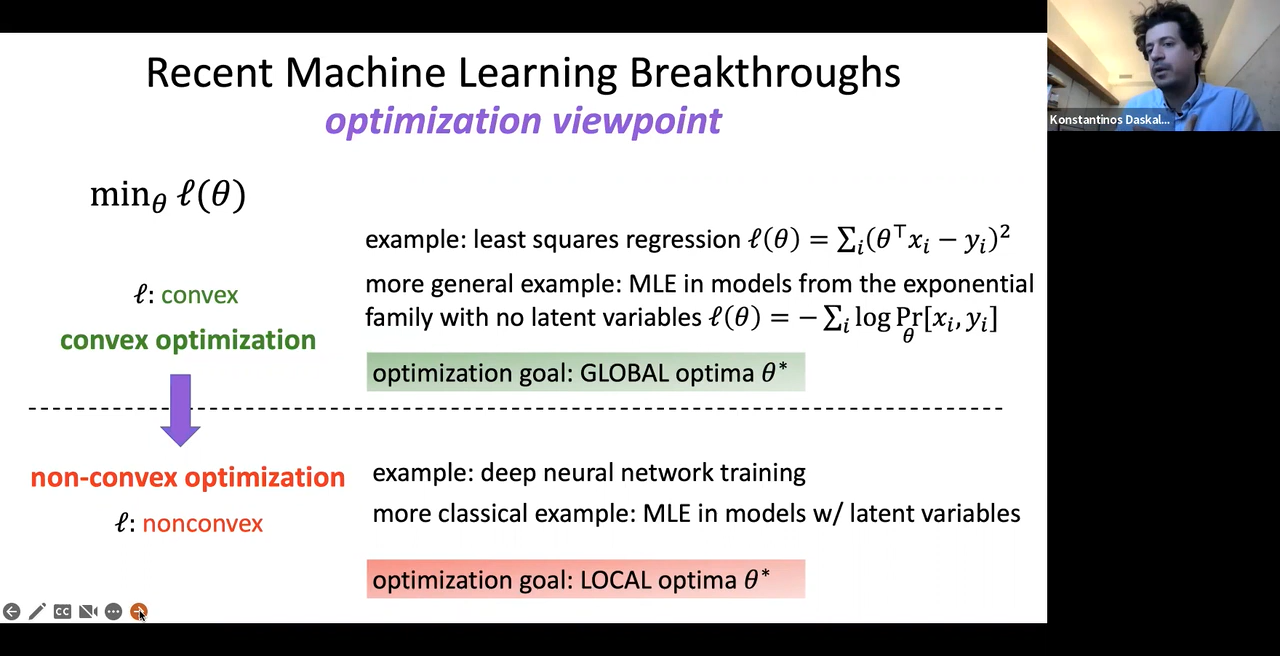 Recent Machine Learning Breakthroughs
optimization viewpoint
min_θ ℓ(θ)
example: least squares regression ℓ(θ) = Σ_i(θ^⊤x_i − y_i)^2
ℓ: convex
convex optimization
more general example: MLE in models from the exponential
family with no latent variables ℓ(θ) = − Σ_i log Pr_θ[x_i, y_i]
optimization goal: GLOBAL optima θ*
non-convex optimization
ℓ: nonconvex
example: deep neural network training
more classical example: MLE in models w/ latent variables
optimization goal: LOCAL optima θ*
CC
Konstantinos Daskal...